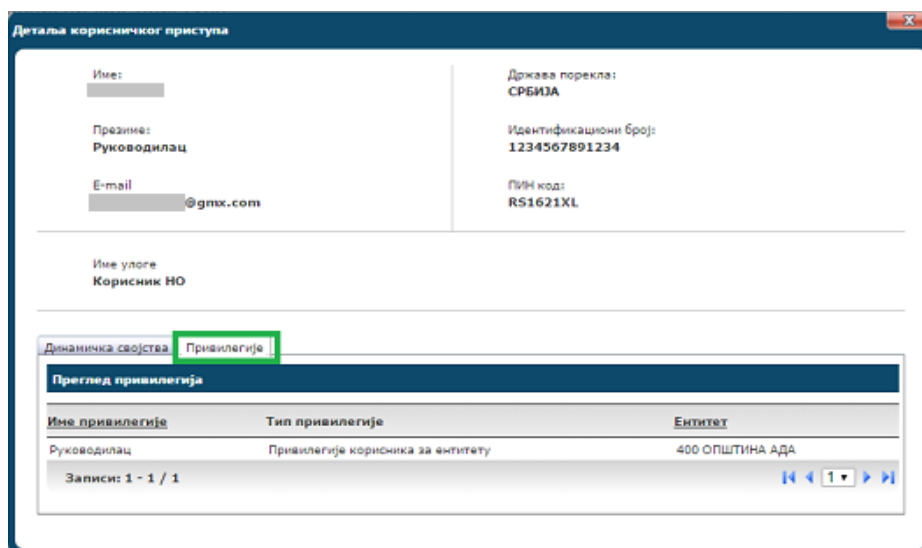 Детаља корисничког приступа
Име:
Презиме:
Руководилац
E-mail
@gmx.com
Држава порекла:
СРБИЈА
Идентификациони број:
1234567891234
ПИН код:
RS1621XL
Име улоге
Корисник НО
Динамичка својства Привилегије
Преглед привилегија
Име привилегије Тип привилегије Ентитет
Руководилац Привилегије корисника за ентитету 400 ОПШТИНА АДА
Записи: 1 - 1 / 1 1